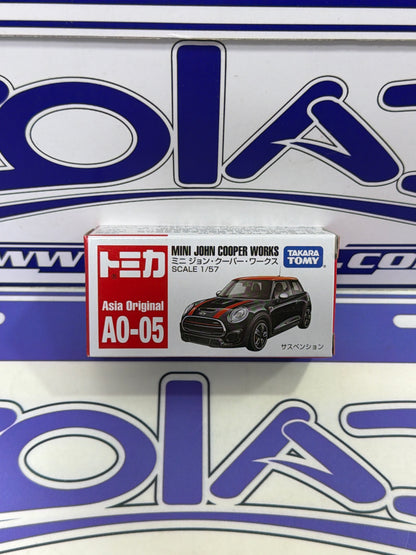 トミカ
Asia Original
AO-05
MINI JOHN COOPER WORKS
ミニ ジョン・クーパー・ワークス
SCALE 1/57
TAKARA
TOMY
サスペンション
www.